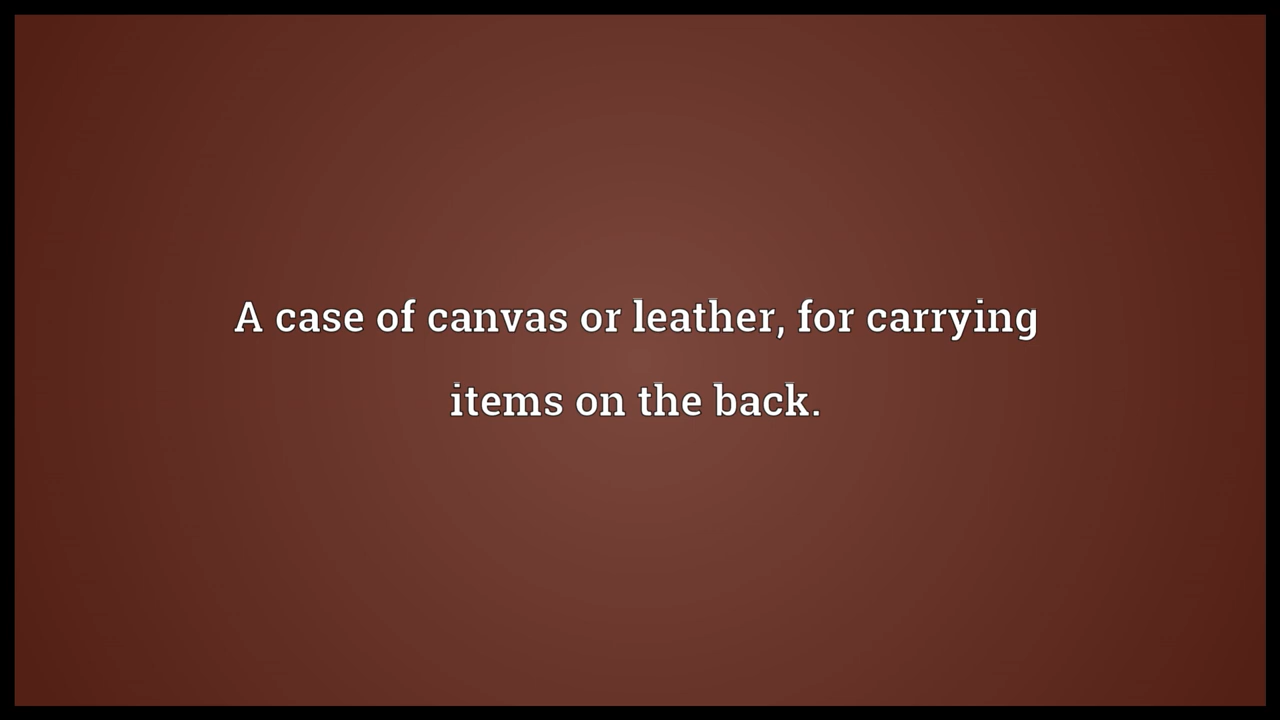 A case of canvas or leather, for carrying
items on the back.